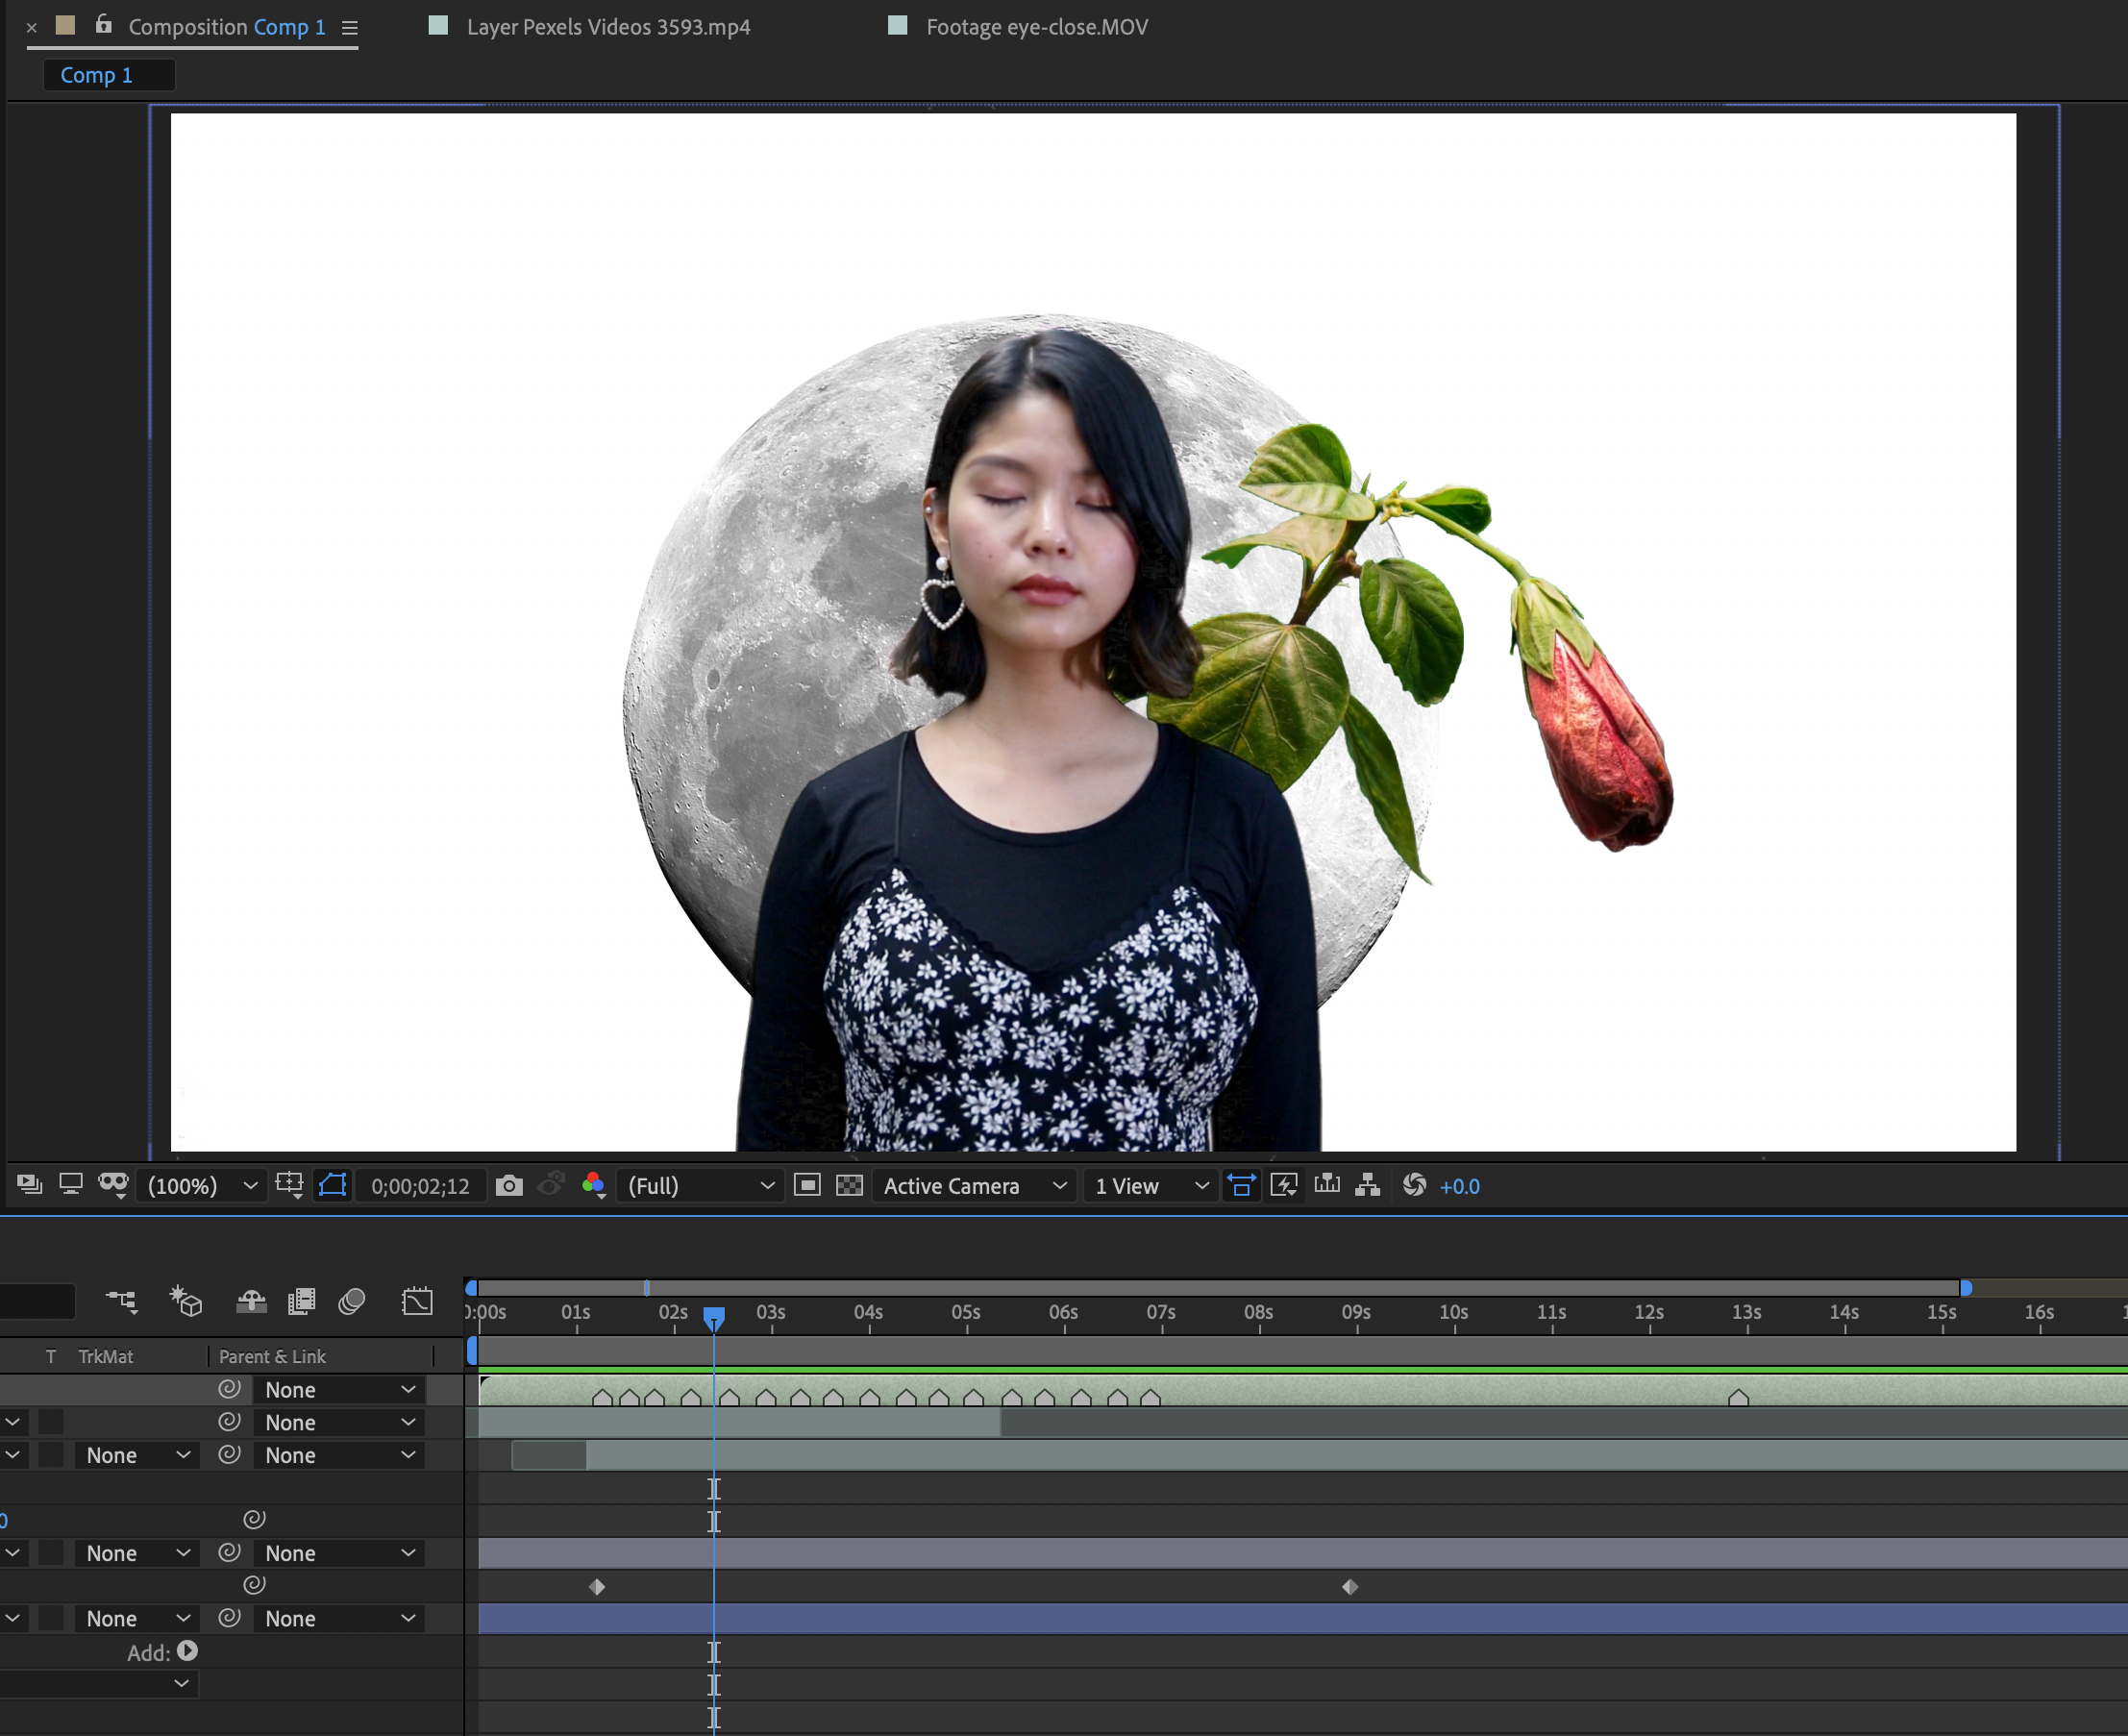 × Composition Comp 1 Layer Pexels Videos 3593.mp4 Footage eye-close.MOV
Comp 1
(100%) 0;00;02;12 (Full) Active Camera 1 View +0.0
0:00s 01s 02s 03s 04s 05s 06s 07s 08s 09s 10s 11s 12s 13s 14s 15s 16s
T TrkMat Parent & Link
None
None
None None
0
None None
None None
Add: